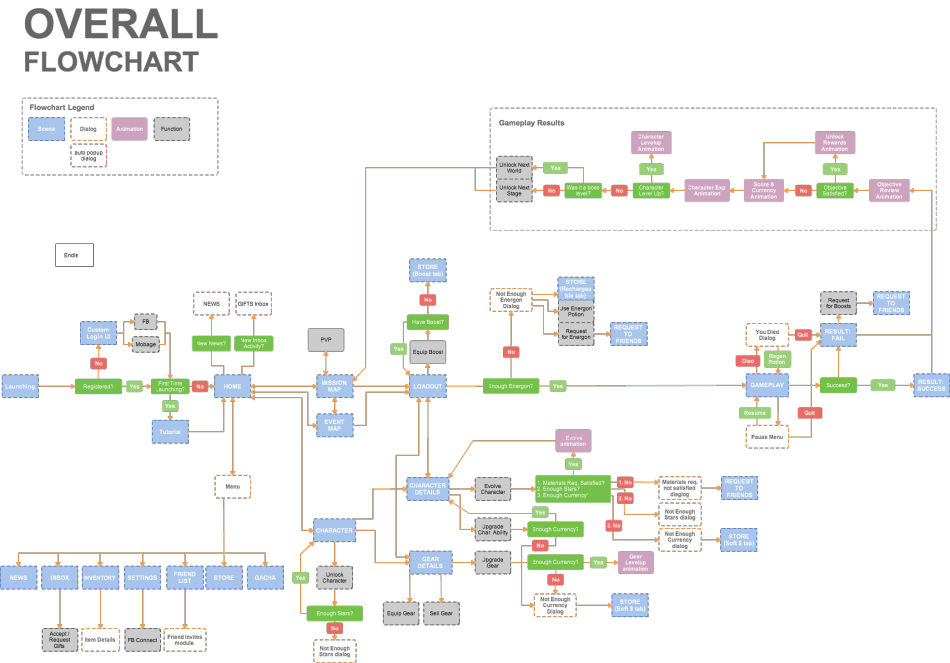 OVERALL
FLOWCHART
Flowchart Legend
Scene
Dialog
Animation
Function
auto popup
dialog
Gameplay Results
Character
Levelup
Animation
Unlock
Rewards
Animation
Unlock Next
World
Yes
Yes
Yes
Unlock Next
Stage
No
Was it a boss
level?
No
Character
Level Up?
Character Exp
Animation
Score &
Currency
Animation
No
Objective
Satisfied?
Objective
Review
Animation
Endle
STORE
(Boost tab)
No
Have Boost?
Yes
Equip Boost
NEWS
GIFTS Inbox
New News?
New Inbox
Activity?
Custom
Login UI
FB
Mobage
No
PVP
Not Enough
Energon
Dialog
STORE
(Rechargea
ble tab)
Use Energon
Potion
Request
for Energon
REQUEST
TO
FRIENDS
No
Request
for Boosts
REQUEST
TO
FRIENDS
You Died
Dialog
Quit
RESULT:
FAIL
Died
Regen
Potion
Launching
Registered?
Yes
First Time
Launching?
No
HOME
MISSION
MAP
LOADOUT
Enough Energon?
Yes
GAMEPLAY
Success?
Yes
RESULT:
SUCCESS
Yes
Tutorial
EVENT
MAP
Resume
Quit
Pause Menu
Menu
Evolve
animation
Yes
CHARACTER
DETAILS
Evolve
Character
1. Materials Req. Satisfied?
2. Enough Stars?
3. Enough Currency'
1. No
2. No
3. No
Materials req.
not satisfied
diaglog
REQUEST
TO
FRIENDS
Not Enough
Stars dialog
Not Enough
Currency
dialog
STORE
(Soft $ tab)
Yes
CHARACTER
Upgrade
Char. Ability
Enough Currency?
No
GEAR
DETAILS
Upgrade
Gear
Enough Currency?
Yes
Gear
Levelup
animation
No
Not Enough
Currency
Dialog
STORE
(Soft $ tab)
NEWS
INBOX
INVENTORY
SETTINGS
FRIEND
LIST
STORE
GACHA
Yes
Unlock
Character
Equip Gear
Sell Gear
Enough Stars?
No
Not Enough
Stars dialog
Accept /
Request
Gifts
Item Details
FB Connect
Friend Invites
module